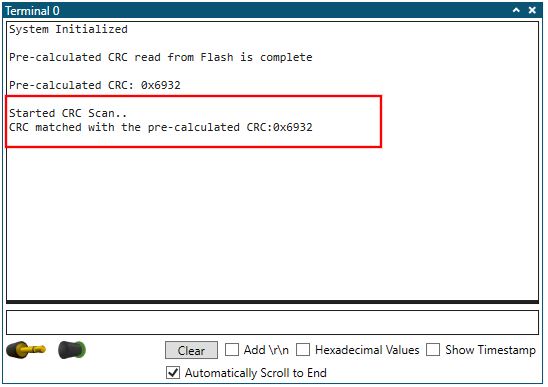 Terminal 0
System Initialized
Pre-calculated CRC read from Flash is complete
Pre-calculated CRC: 0x6932
Started CRC Scan..
CRC matched with the pre-calculated CRC:0x6932
Clear
Add \r\n
Hexadecimal Values
Show Timestamp
Automatically Scroll to End